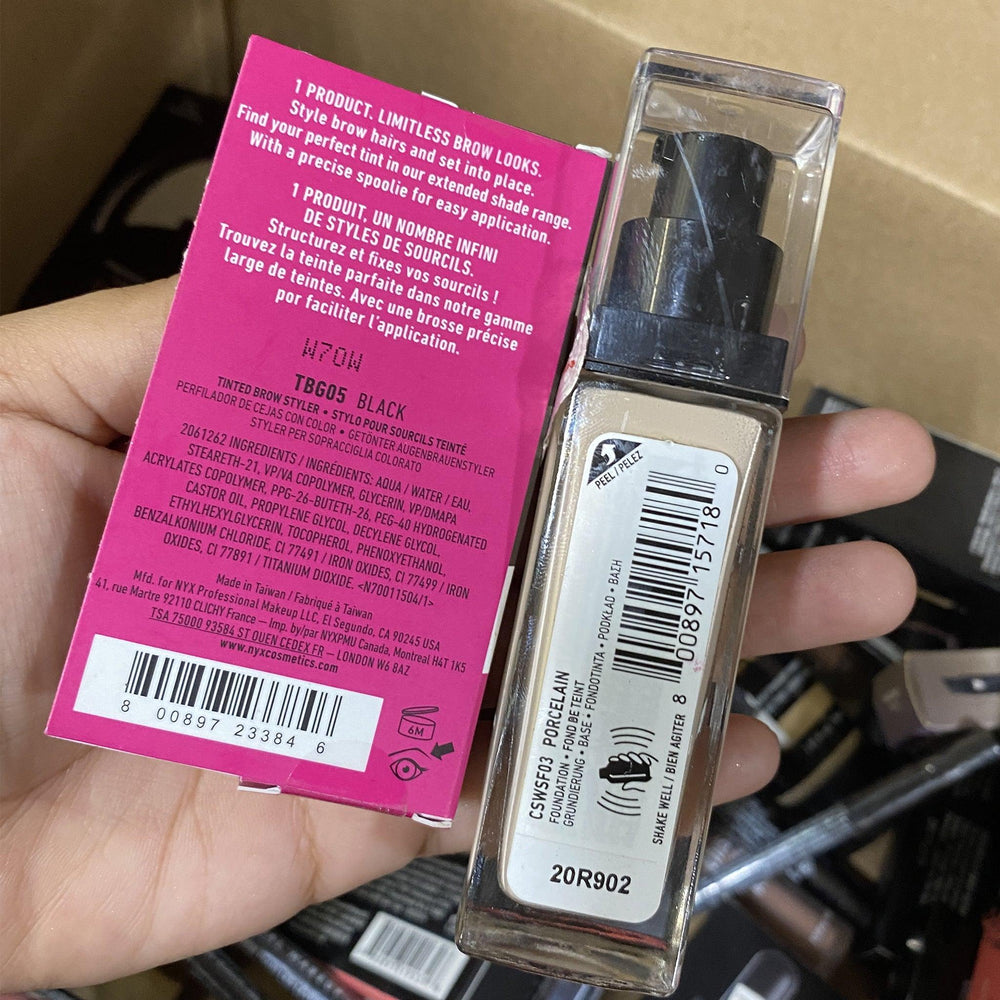 1 PRODUCT. LIMITLESS BROW LOOKS.
Style brow hairs and set into place.
Find your perfect tint in our extended shade range.
With a precise spoolie for easy application.
1 PRODUIT, UN NOMBRE INFINI
DE STYLES DE SOURCILS.
Structurez et fixes vos sourcils !
Trouvez la teinte parfaite dans notre gamme
large de teintes. Avec une brosse précise
por faciliter l'application.
W70W
TBG05 BLACK
TINTED BROW STYLER • STYLO POUR SOURCILS TEINTÉ
PERFILADOR DE CEJAS CON COLOR • GETÖNTER AUGENBRAUENSTYLER
STYLER PER SOPRACCIGLIA COLORATO
2061262 INGREDIENTS / INGRÉDIENTS: AQUA / WATER / EAU,
STEARETH-21, VP/VA COPOLYMER, GLYCERIN, VP/DMAPA
ACRYLATES COPOLYMER, PPG-26-BUTETH-26, PEG-40 HYDROGENATED
CASTOR OIL, PROPYLENE GLYCOL, DECYLENE GLYCOL,
ETHYLHEXYLGLYCERIN, TOCOPHEROL, PHENOXYETHANOL,
BENZALKONIUM CHLORIDE, CI 77491 / IRON OXIDES, CI 77499 / IRON
OXIDES, CI 77891 / TITANIUM DIOXIDE. <N70011504/1>
Made in Taiwan / Fabriqué à Taiwan
Mfd. for NYX Professional Makeup LLC, El Segundo, CA 90245 USA
41, rue Martre 92110 CLICHY France – Imp. by/par NYXPMU Canada, Montreal H4T 1K5
TSA 75000 93584 ST OUEN CEDEX FR – LONDON W6 8AZ
www.nyxcosmetics.com
8 00897 23384 6
6M
PEEL / PELEZ
8 00897 15718 0
CSWSF03 PORCELAIN
FOUNDATION • FOND DE TEINT
GRUNDIERUNG • BASE • FONDOTINTA • PODKŁAD • BAZH
SHAKE WELL / BIEN AGITER
20R902